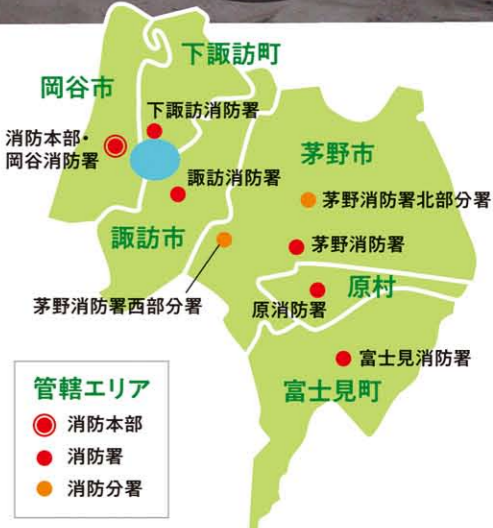 下諏訪町
岡谷市
下諏訪消防署
消防本部・
岡谷消防署
茅野市
諏訪消防署
茅野消防署北部分署
諏訪市
茅野消防署
原村
茅野消防署西部分署
原消防署
富士見消防署
富士見町
管轄エリア
消防本部
消防署
消防分署